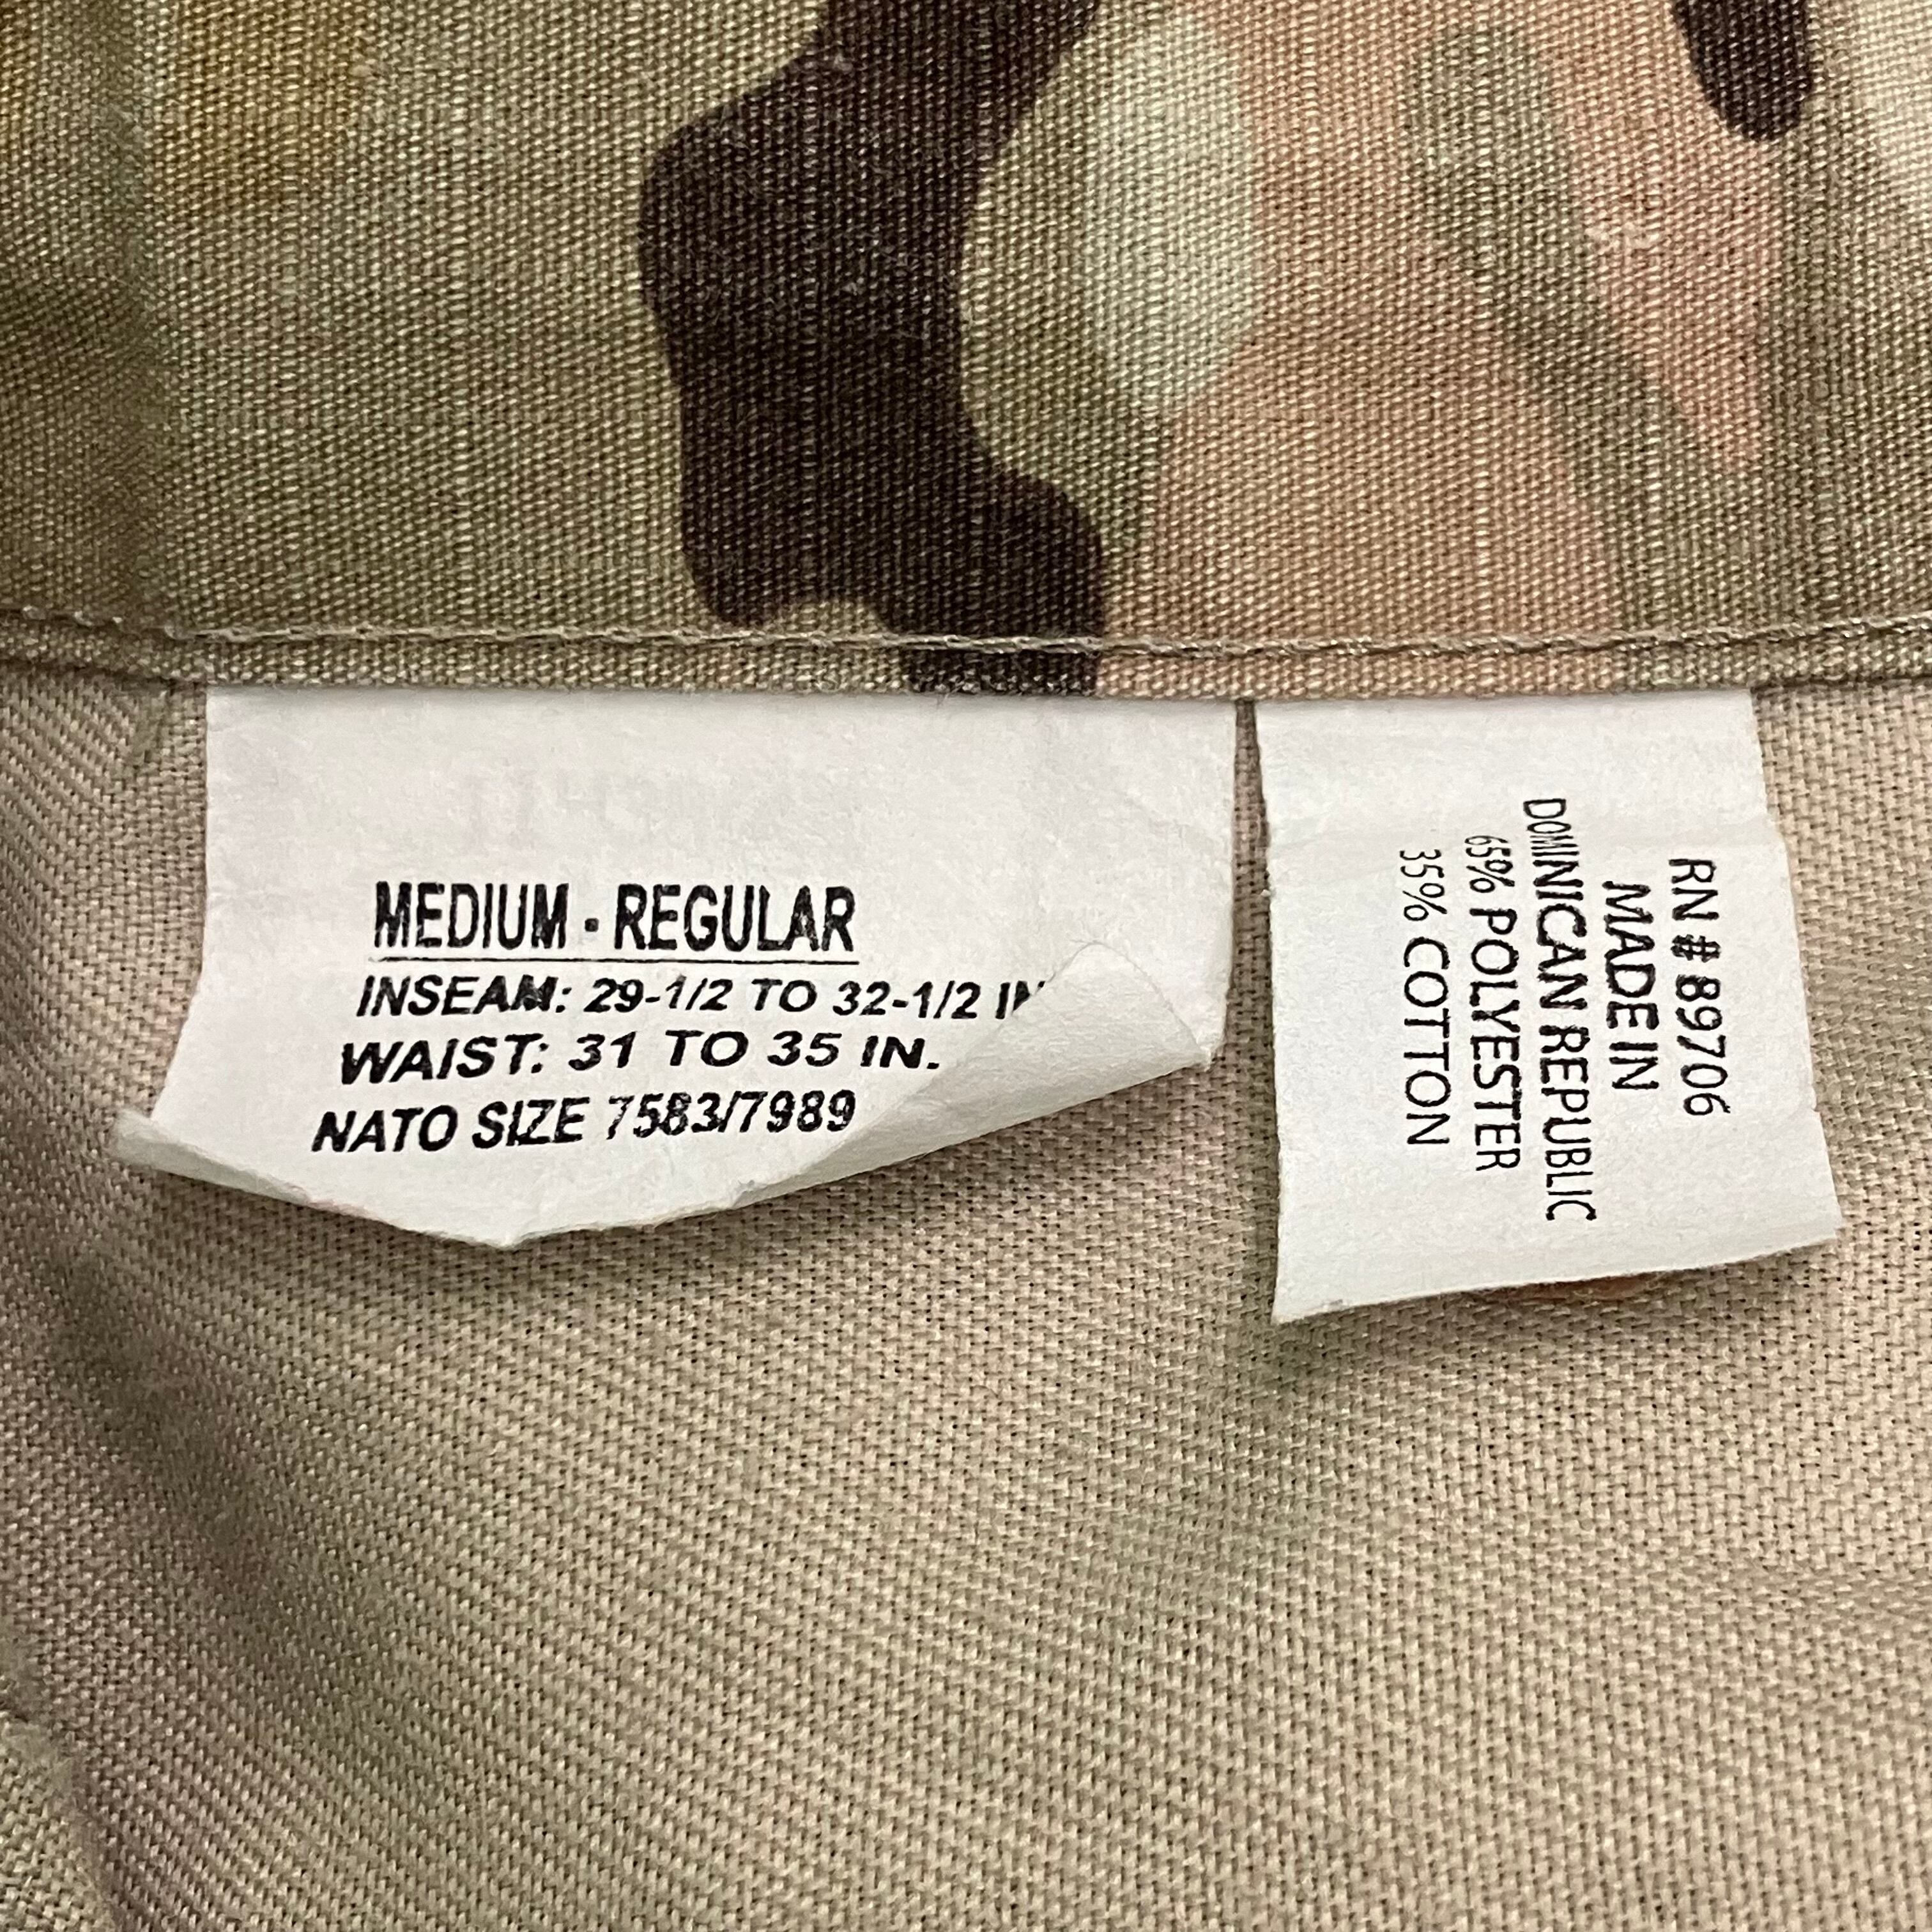 MEDIUM - REGULAR
INSEAM: 29-1/2 TO 32-1/2 IN
WAIST: 31 TO 35 IN.
NATO SIZE 7583/7989
RN # 89706
MADE IN
DOMINICAN REPUBLIC
65% POLYESTER
35% COTTON